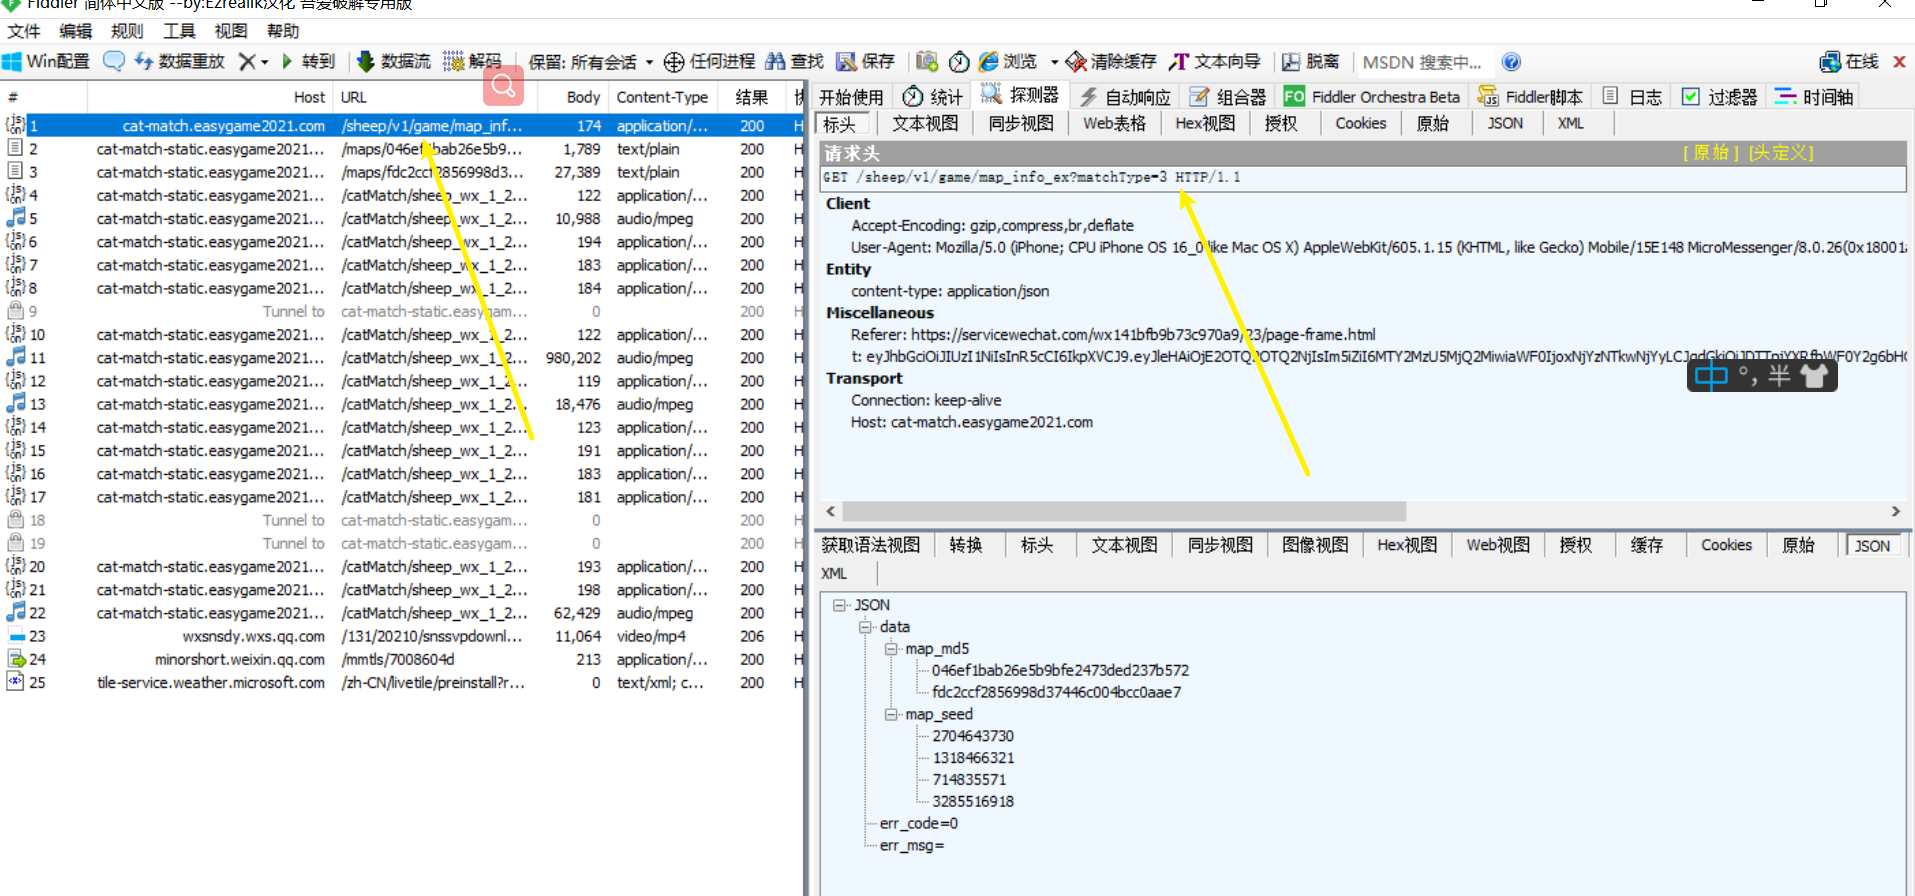 Fiddler 简体中文版 --by:Ezrealik汉化 吾爱破解专用版
文件 编辑 规则 工具 视图 帮助
Win配置 数据重放 转到 数据流 解码 保留: 所有会话 任何进程 查找 保存 浏览 清除缓存 文本向导 脱离 MSDN 搜索中... 在线
# Host URL Body Content-Type 结果
1 cat-match.easygame2021.com /sheep/v1/game/map_inf... 174 application/... 200 H
2 cat-match-static.easygame2021... /maps/046ef1bab26e5b9... 1,789 text/plain 200 H
3 cat-match-static.easygame2021... /maps/fdc2ccf2856998d3... 27,389 text/plain 200 H
4 cat-match-static.easygame2021... /catMatch/sheep_wx_1_2... 122 application/... 200 H
5 cat-match-static.easygame2021... /catMatch/sheep_wx_1_2... 10,988 audio/mpeg 200 H
6 cat-match-static.easygame2021... /catMatch/sheep_wx_1_2... 194 application/... 200 H
7 cat-match-static.easygame2021... /catMatch/sheep_wx_1_2... 183 application/... 200 H
8 cat-match-static.easygame2021... /catMatch/sheep_wx_1_2... 184 application/... 200 H
9 Tunnel to cat-match-static.easygam... 0 200 H
10 cat-match-static.easygame2021... /catMatch/sheep_wx_1_2... 122 application/... 200 H
11 cat-match-static.easygame2021... /catMatch/sheep_wx_1_2... 980,202 audio/mpeg 200 H
12 cat-match-static.easygame2021... /catMatch/sheep_wx_1_2... 119 application/... 200 H
13 cat-match-static.easygame2021... /catMatch/sheep_wx_1_2... 18,476 audio/mpeg 200 H
14 cat-match-static.easygame2021... /catMatch/sheep_wx_1_2... 123 application/... 200 H
15 cat-match-static.easygame2021... /catMatch/sheep_wx_1_2... 191 application/... 200 H
16 cat-match-static.easygame2021... /catMatch/sheep_wx_1_2... 183 application/... 200 H
17 cat-match-static.easygame2021... /catMatch/sheep_wx_1_2... 181 application/... 200 H
18 Tunnel to cat-match-static.easygam... 0 200 H
19 Tunnel to cat-match-static.easygam... 0 200 H
20 cat-match-static.easygame2021... /catMatch/sheep_wx_1_2... 193 application/... 200 H
21 cat-match-static.easygame2021... /catMatch/sheep_wx_1_2... 198 application/... 200 H
22 cat-match-static.easygame2021... /catMatch/sheep_wx_1_2... 62,429 audio/mpeg 200 H
23 wxsnsdy.wxs.qq.com /131/20210/snssvpdownl... 11,064 video/mp4 206 H
24 minorshort.weixin.qq.com /mmtls/7008604d 213 application/... 200 H
25 tile-service.weather.microsoft.com /zh-CN/livetile/preinstall?r... 0 text/xml; c... 200 H
开始使用 统计 探测器 自动响应 组合器 FO Fiddler Orchestra Beta Fiddler脚本 日志 过滤器 时间轴
标头 文本视图 同步视图 Web表格 Hex视图 授权 Cookies 原始 JSON XML
请求头 [ 原始 ] [头定义]
GET /sheep/v1/game/map_info_ex?matchType=3 HTTP/1.1
Client
Accept-Encoding: gzip,compress,br,deflate
User-Agent: Mozilla/5.0 (iPhone; CPU iPhone OS 16_0 like Mac OS X) AppleWebKit/605.1.15 (KHTML, like Gecko) Mobile/15E148 MicroMessenger/8.0.26(0x18001
Entity
content-type: application/json
Miscellaneous
Referer: https://servicewechat.com/wx141bfb9b73c970a9/23/page-frame.html
t: eyJhbGciOiJIUzI1NiIsInR5cCI6IkpXVCJ9.
Transport
Connection: keep-alive
Host: cat-match.easygame2021.com
中 °, 半
获取语法视图 转换 标头 文本视图 同步视图 图像视图 Hex视图 Web视图 授权 缓存 Cookies 原始 JSON
XML
JSON
data
map_md5
046ef1bab26e5b9bfe2473ded237b572
fdc2ccf2856998d37446c004bcc0aae7
map_seed
2704643730
1318466321
714835571
3285516918
err_code=0
err_msg=